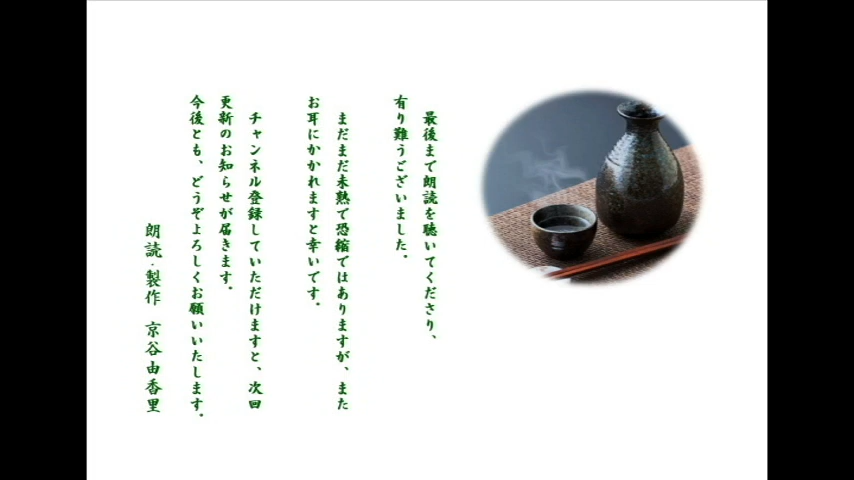 最後まで朗読を聴いてくださり、
有り難うございました。
まだまだ未熟で恐縮ではありますが、また
お耳にかかれますと幸いです。
チャンネル登録していただけますと、次回
更新のお知らせが届きます。
今後とも、どうぞよろしくお願いいたします。
朗読・製作 京谷由香里